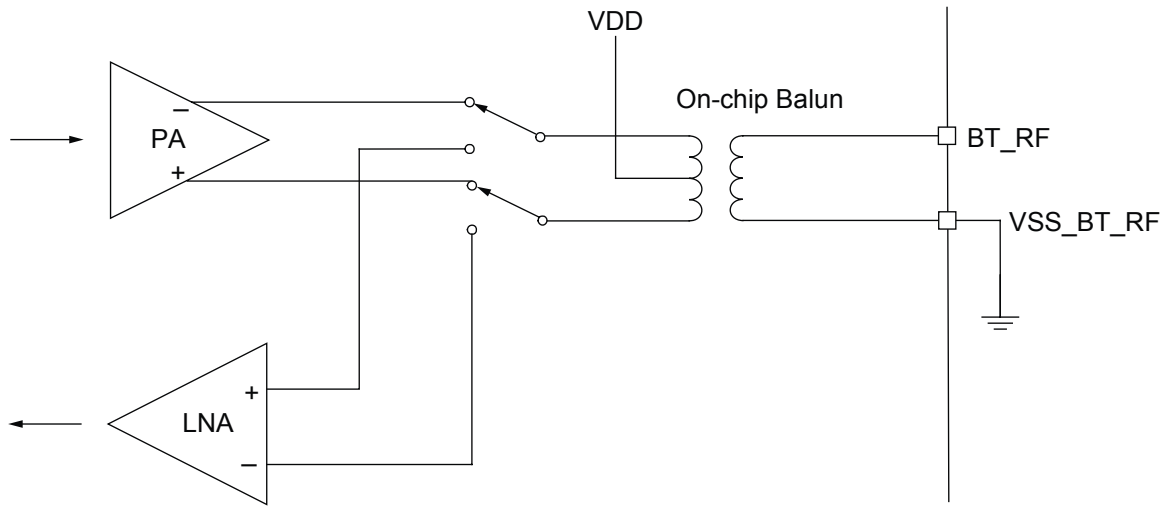 VDD
On-chip Balun
−
PA
+
BT_RF
VSS_BT_RF
+
LNA
−